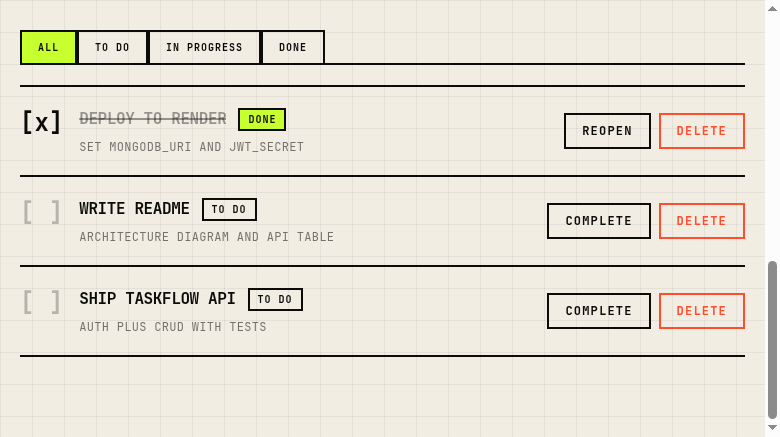 ALL TO DO IN PROGRESS DONE
[x] DEPLOY TO RENDER DONE REOPEN DELETE
SET MONGODB_URI AND JWT_SECRET
[ ] WRITE README TO DO COMPLETE DELETE
ARCHITECTURE DIAGRAM AND API TABLE
[ ] SHIP TASKFLOW API TO DO COMPLETE DELETE
AUTH PLUS CRUD WITH TESTS